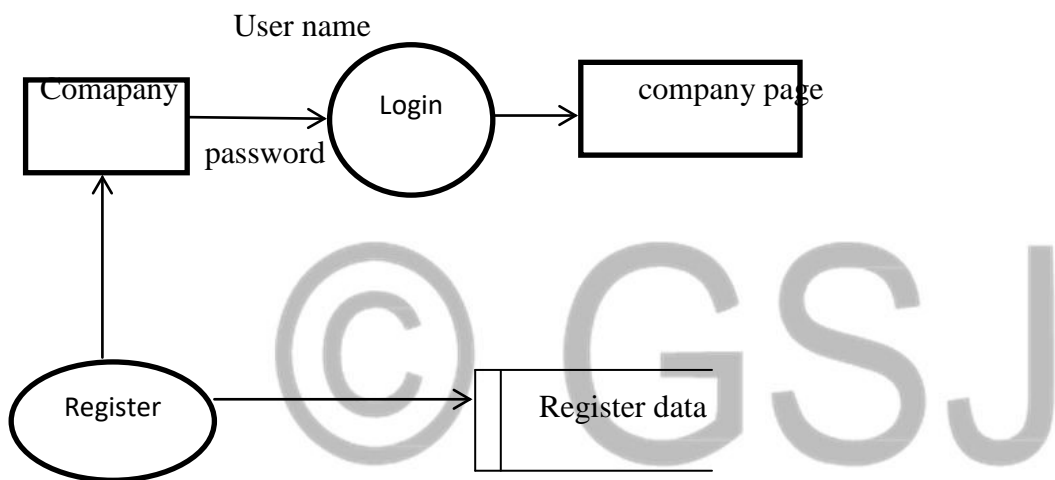 User name
Comapany
Login
company page
password
Register
Register data
© GSJ